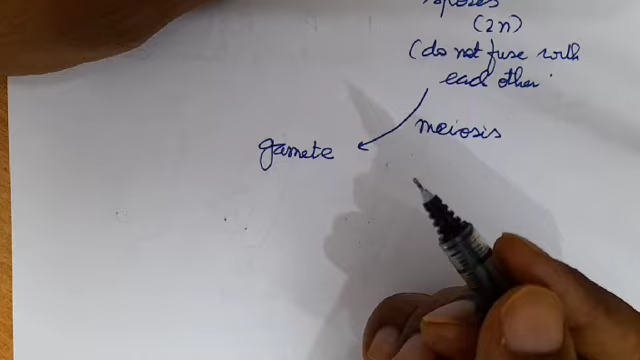 (2n)
(do not fuse with
each other
meiosis
gamete